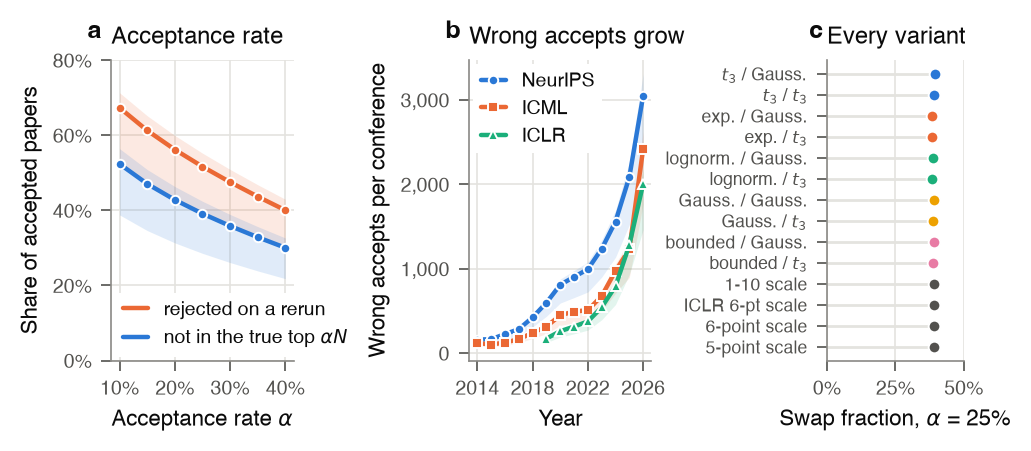 a Acceptance rate
80%
60%
40%
20%
0%
Share of accepted papers
rejected on a rerun
not in the true top αN
10% 20% 30% 40%
Acceptance rate α
b Wrong accepts grow
NeurIPS
ICML
ICLR
3,000
2,000
1,000
0
Wrong accepts per conference
2014 2018 2022 2026
Year
c Every variant
t₃ / Gauss.
t₃ / t₃
exp. / Gauss.
exp. / t₃
lognorm. / Gauss.
lognorm. / t₃
Gauss. / Gauss.
Gauss. / t₃
bounded / Gauss.
bounded / t₃
1-10 scale
ICLR 6-pt scale
6-point scale
5-point scale
0% 25% 50%
Swap fraction, α = 25%